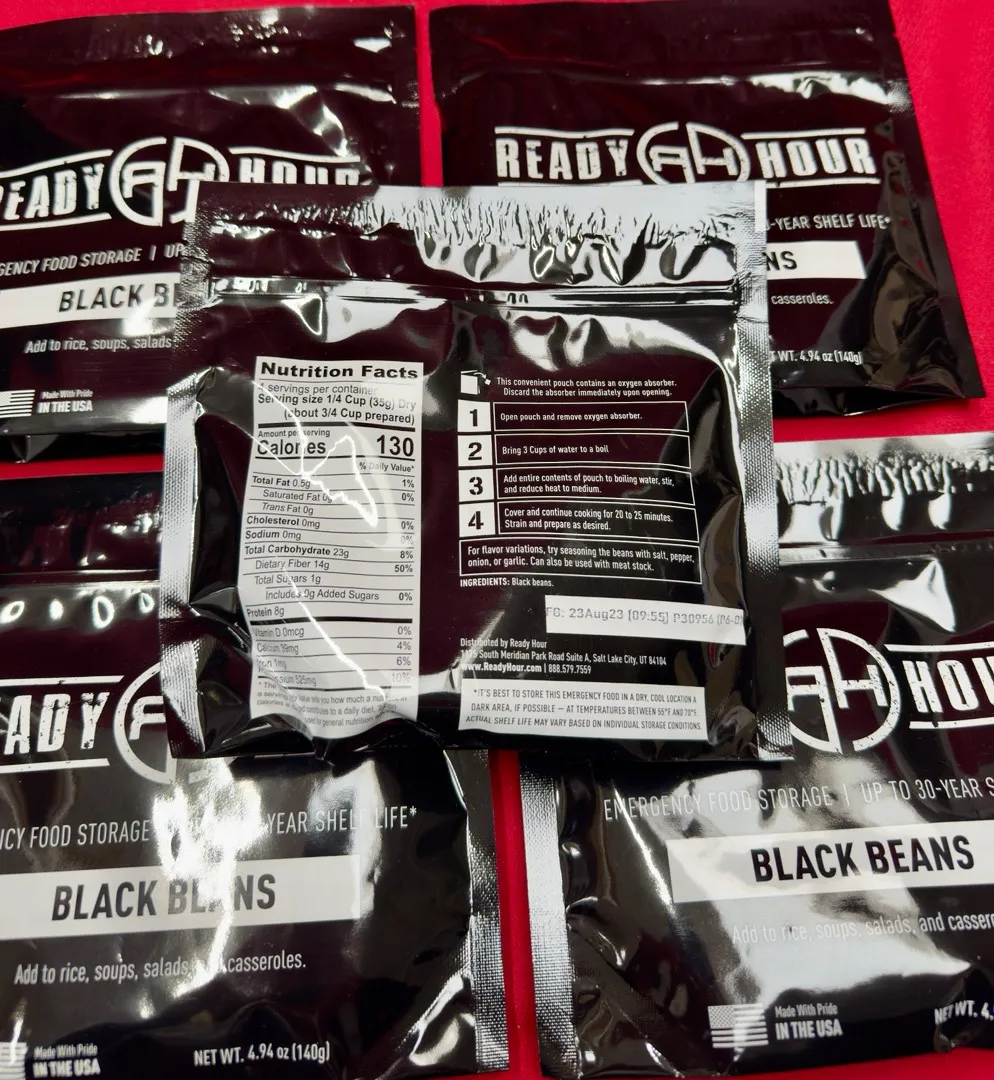 READY HOUR
EMERGENCY FOOD STORAGE | UP
BLACK
Add to rice, soups, salads
Made With Pride
IN THE USA
READY HOUR
-YEAR SHELF LIFE*
casseroles.
WT. 4.94 oz (140g)
Nutrition Facts
4 servings per container
Serving size 1/4 Cup (35g) Dry
(about 3/4 Cup prepared)
Amount per serving
Calories 130
% Daily Value*
Total Fat 0.5g 1%
Saturated Fat 0g 0%
Trans Fat 0g
Cholesterol 0mg 0%
Sodium 0mg 0%
Total Carbohydrate 23g 8%
Dietary Fiber 14g 50%
Total Sugars 1g
Includes 0g Added Sugars 0%
Protein 8g
Vitamin D 0mcg 0%
Calcium 39mg 4%
Iron 1mg 6%
525mg 10%
* The
tells you how much a
to a daily diet.
general nutrition
This convenient pouch contains an oxygen absorber.
Discard the absorber immediately upon opening.
1 Open pouch and remove oxygen absorber.
2 Bring 3 Cups of water to a boil
3 Add entire contents of pouch to boiling water, stir,
and reduce heat to medium.
4 Cover and continue cooking for 20 to 25 minutes.
Strain and prepare as desired.
For flavor variations, try seasoning the beans with salt, pepper,
onion, or garlic. Can also be used with meat stock.
INGREDIENTS: Black beans.
FG: 23Aug23 (09:55) P30956
Distributed by Ready Hour
South Meridian Park Road Suite A, Salt Lake City, UT 84104
www.ReadyHour.com | 888.579.7559
*IT'S BEST TO STORE THIS EMERGENCY FOOD IN A DRY, COOL LOCATION A
DARK AREA, IF POSSIBLE — AT TEMPERATURES BETWEEN 55°F AND 70°F.
ACTUAL SHELF LIFE MAY VARY BASED ON INDIVIDUAL STORAGE CONDITIONS.
READY
FOOD STORAGE YEAR SHELF LIFE*
BLACK BEANS
Add to rice, soups, salads, casseroles.
Made With Pride
IN THE USA
NET WT. 4.94 oz (140g)
HOUR
EMERGENCY FOOD STORAGE | UP TO 30-YEAR S
BLACK BEANS
Add to rice, soups, salads, and casser
Made With Pride
IN THE USA
NET WT. 4.